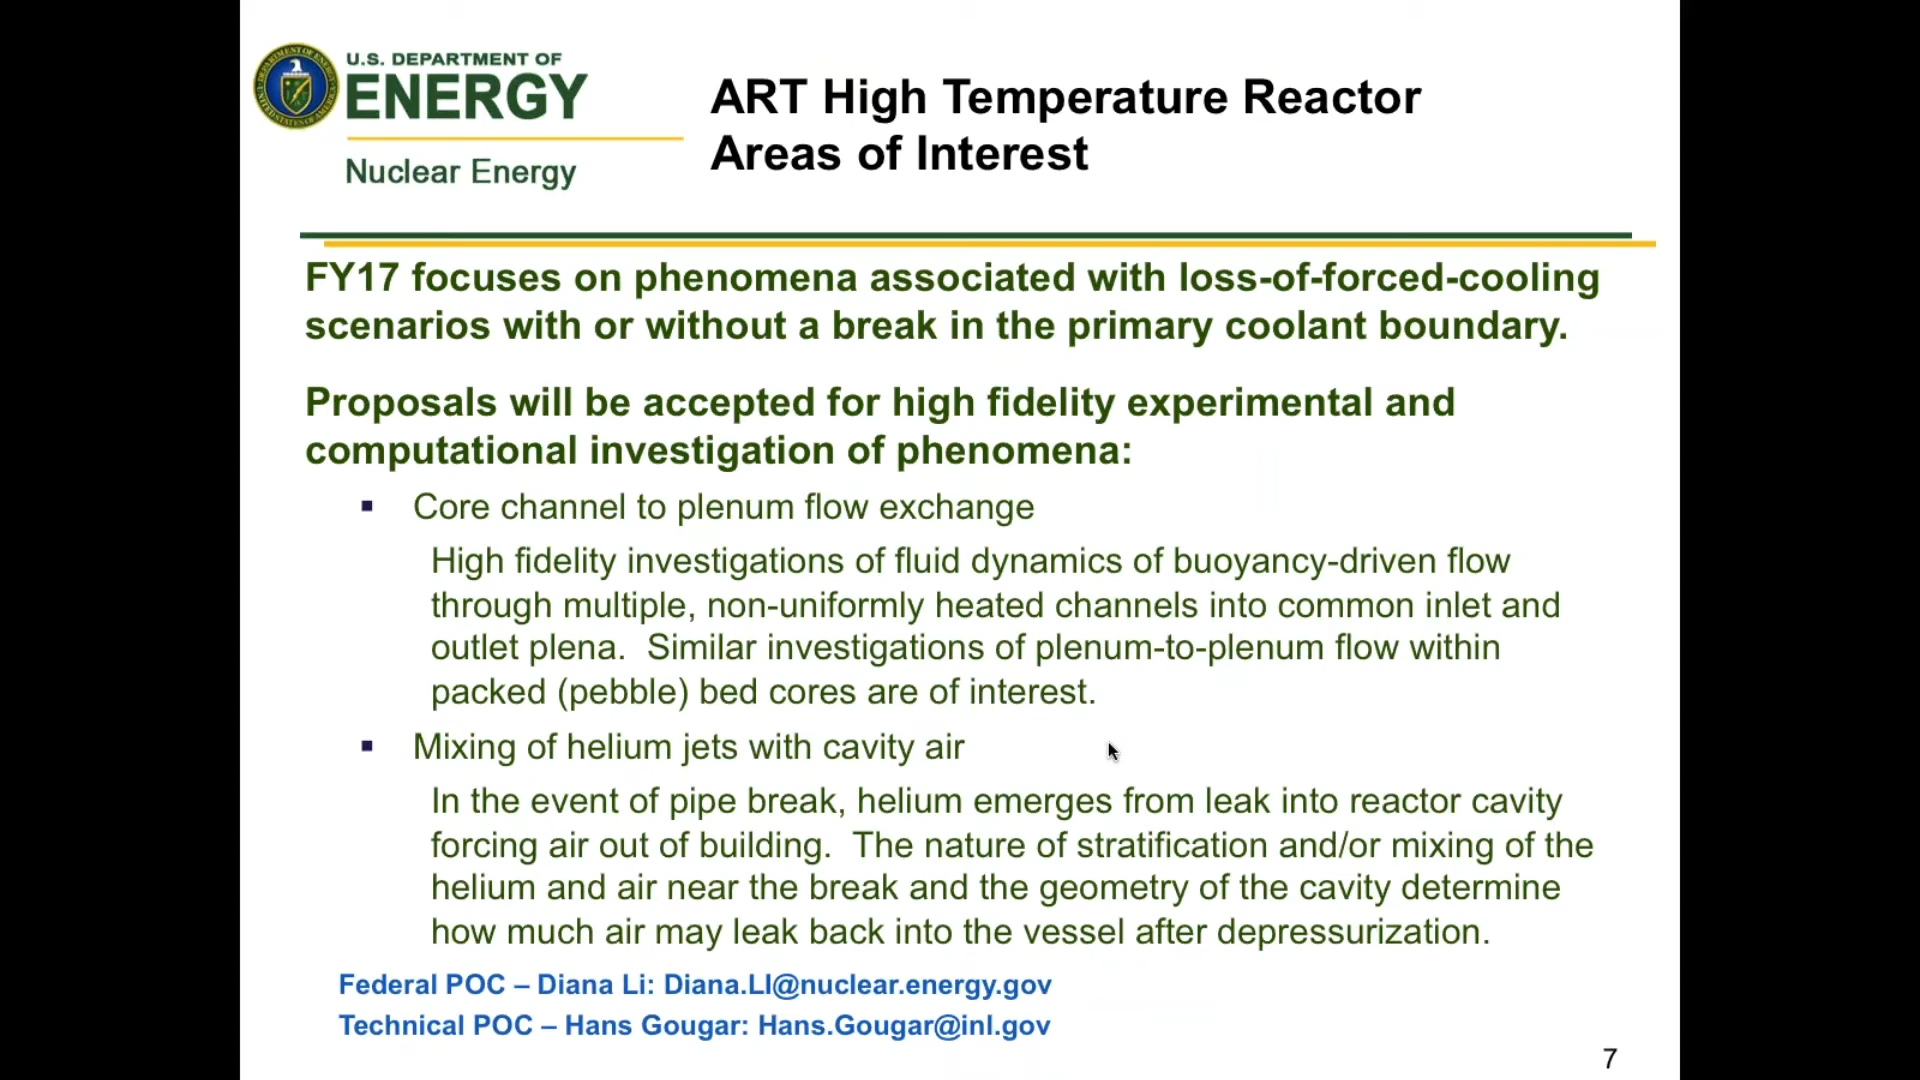 U.S. DEPARTMENT OF
ENERGY
Nuclear Energy
ART High Temperature Reactor
Areas of Interest
FY17 focuses on phenomena associated with loss-of-forced-cooling
scenarios with or without a break in the primary coolant boundary.
Proposals will be accepted for high fidelity experimental and
computational investigation of phenomena:
▪ Core channel to plenum flow exchange
High fidelity investigations of fluid dynamics of buoyancy-driven flow
through multiple, non-uniformly heated channels into common inlet and
outlet plena.  Similar investigations of plenum-to-plenum flow within
packed (pebble) bed cores are of interest.
▪ Mixing of helium jets with cavity air
In the event of pipe break, helium emerges from leak into reactor cavity
forcing air out of building.  The nature of stratification and/or mixing of the
helium and air near the break and the geometry of the cavity determine
how much air may leak back into the vessel after depressurization.
Federal POC – Diana Li: Diana.LI@nuclear.energy.gov
Technical POC – Hans Gougar: Hans.Gougar@inl.gov
7